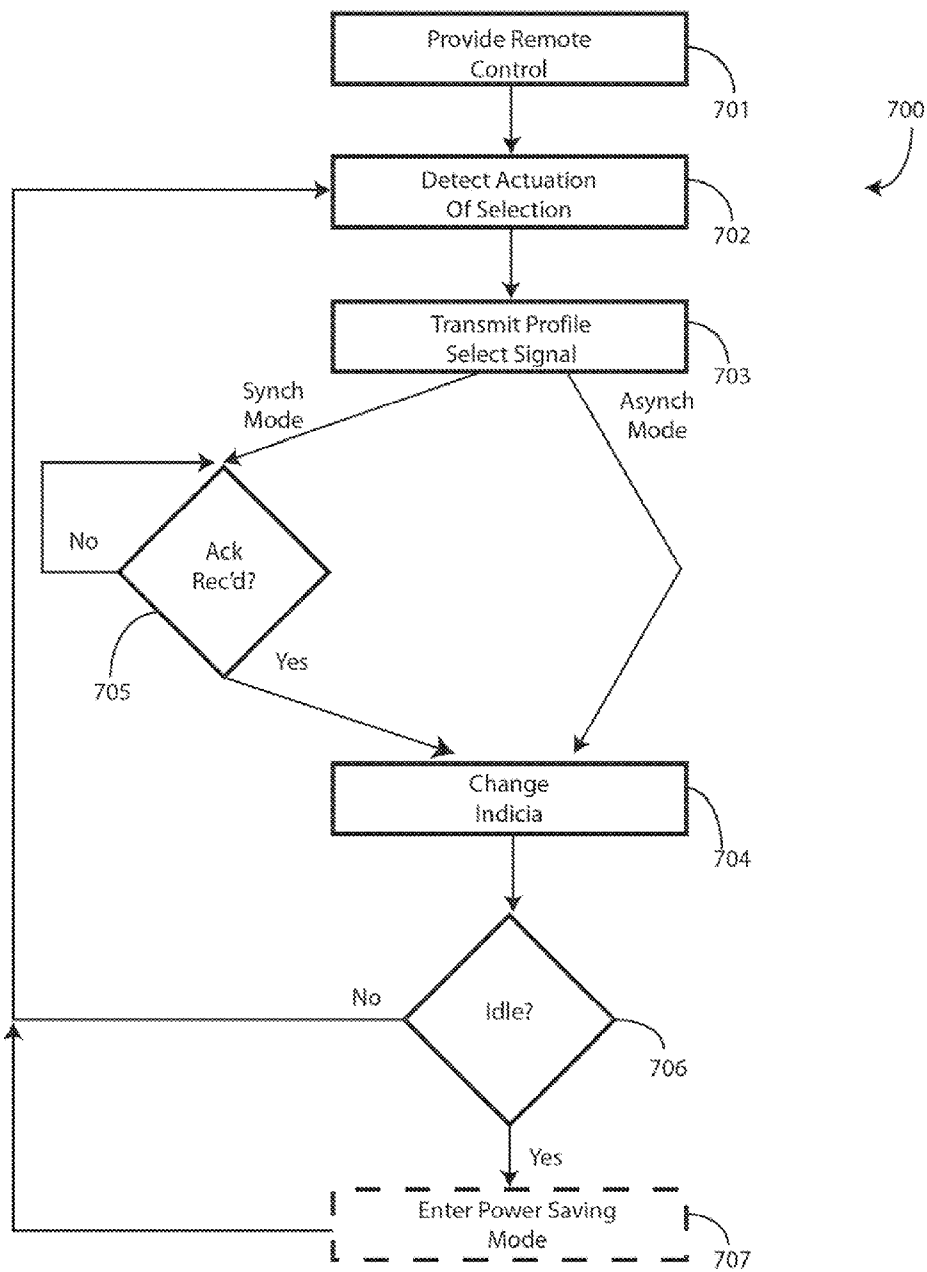 Provide Remote
Control
701
700
Detect Actuation
Of Selection
702
Transmit Profile
Select Signal
703
Synch
Mode
Asynch
Mode
No
Ack
Rec'd?
Yes
705
Change
Indicia
704
No
Idle?
706
Yes
Enter Power Saving
Mode
707